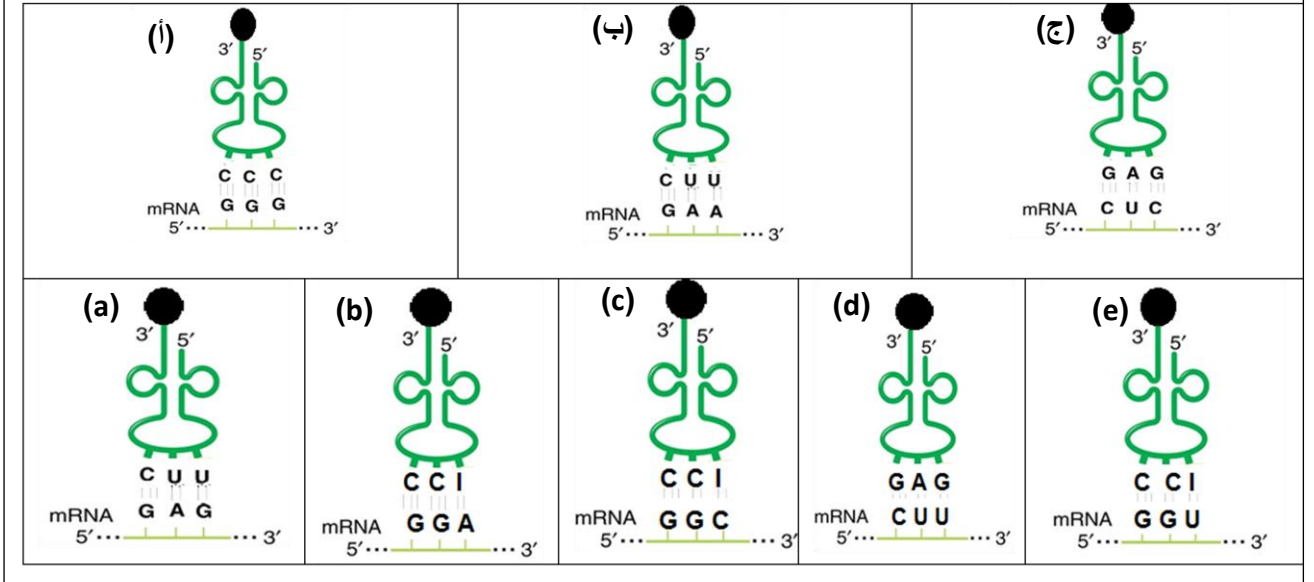 (أ)
3′ 5′
C C C
G G G
mRNA
5′ 3′
(ب)
3′ 5′
C U U
G A A
mRNA
5′ 3′
(ج)
3′ 5′
G A G
C U C
mRNA
5′ 3′
(a)
3′ 5′
C U U
G A G
mRNA
5′ 3′
(b)
3′ 5′
C C I
G G A
mRNA
5′ 3′
(c)
3′ 5′
C C I
G G C
mRNA
5′ 3′
(d)
3′ 5′
G A G
C U U
mRNA
5′ 3′
(e)
3′ 5′
C C I
G G U
mRNA
5′ 3′